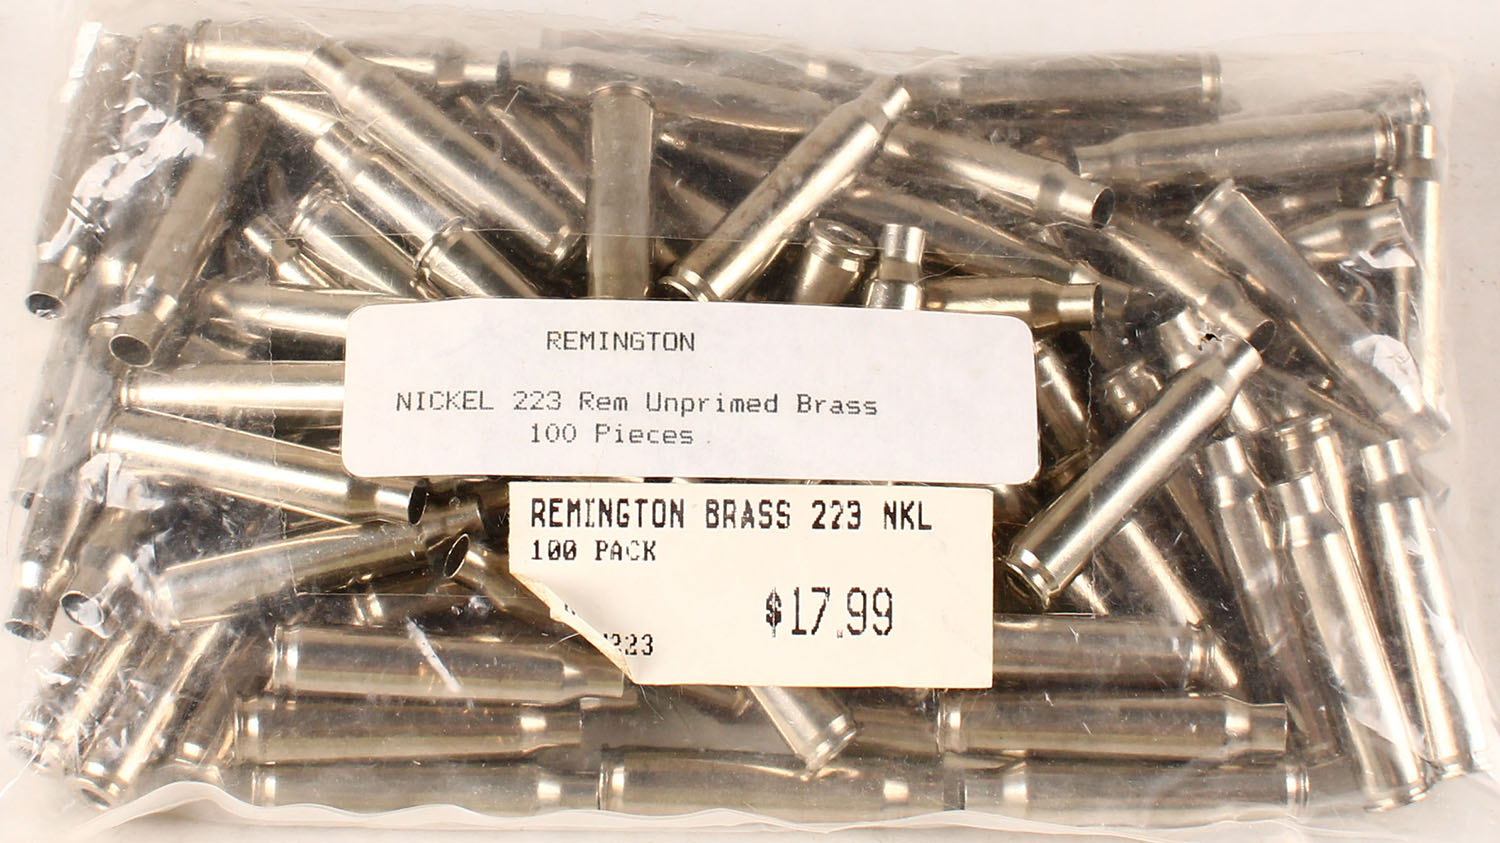 REMINGTON
NICKEL 223 Rem Unprimed Brass
100 Pieces
REMINGTON BRASS 223 NKL
100 PACK
$17.99